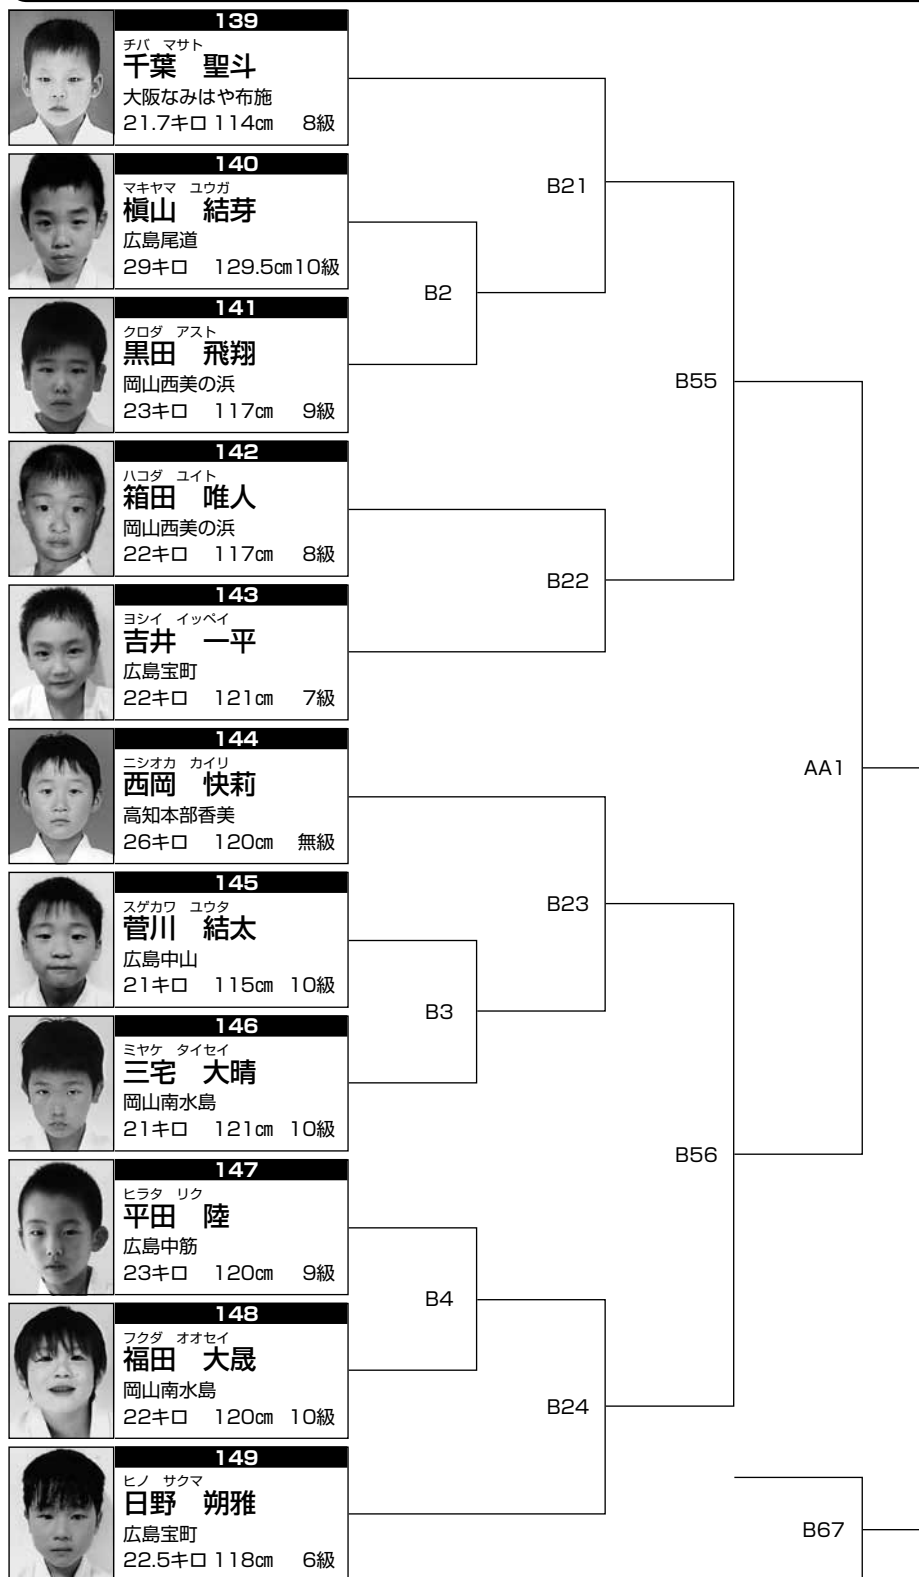 139
チバ マサト
千葉 聖斗
大阪なみはや布施
21.7キロ 114㎝ 8級
140
マキヤマ ユウガ
槇山 結芽
広島尾道
29キロ 129.5㎝10級
141
クロダ アスト
黒田 飛翔
岡山西美の浜
23キロ 117㎝ 9級
142
ハコダ ユイト
箱田 唯人
岡山西美の浜
22キロ 117㎝ 8級
143
ヨシイ イッペイ
吉井 一平
広島宝町
22キロ 121㎝ 7級
144
ニシオカ カイリ
西岡 快莉
高知本部香美
26キロ 120㎝ 無級
145
スゲカワ ユウタ
菅川 結太
広島中山
21キロ 115㎝ 10級
146
ミヤケ タイセイ
三宅 大晴
岡山南水島
21キロ 121㎝ 10級
147
ヒラタ リク
平田 陸
広島中筋
23キロ 120㎝ 9級
148
フクダ オオセイ
福田 大晟
岡山南水島
22キロ 120㎝ 10級
149
ヒノ サクマ
日野 朔雅
広島宝町
22.5キロ 118㎝ 6級
B2
B3
B4
B21
B22
B23
B24
B55
B56
AA1
B67